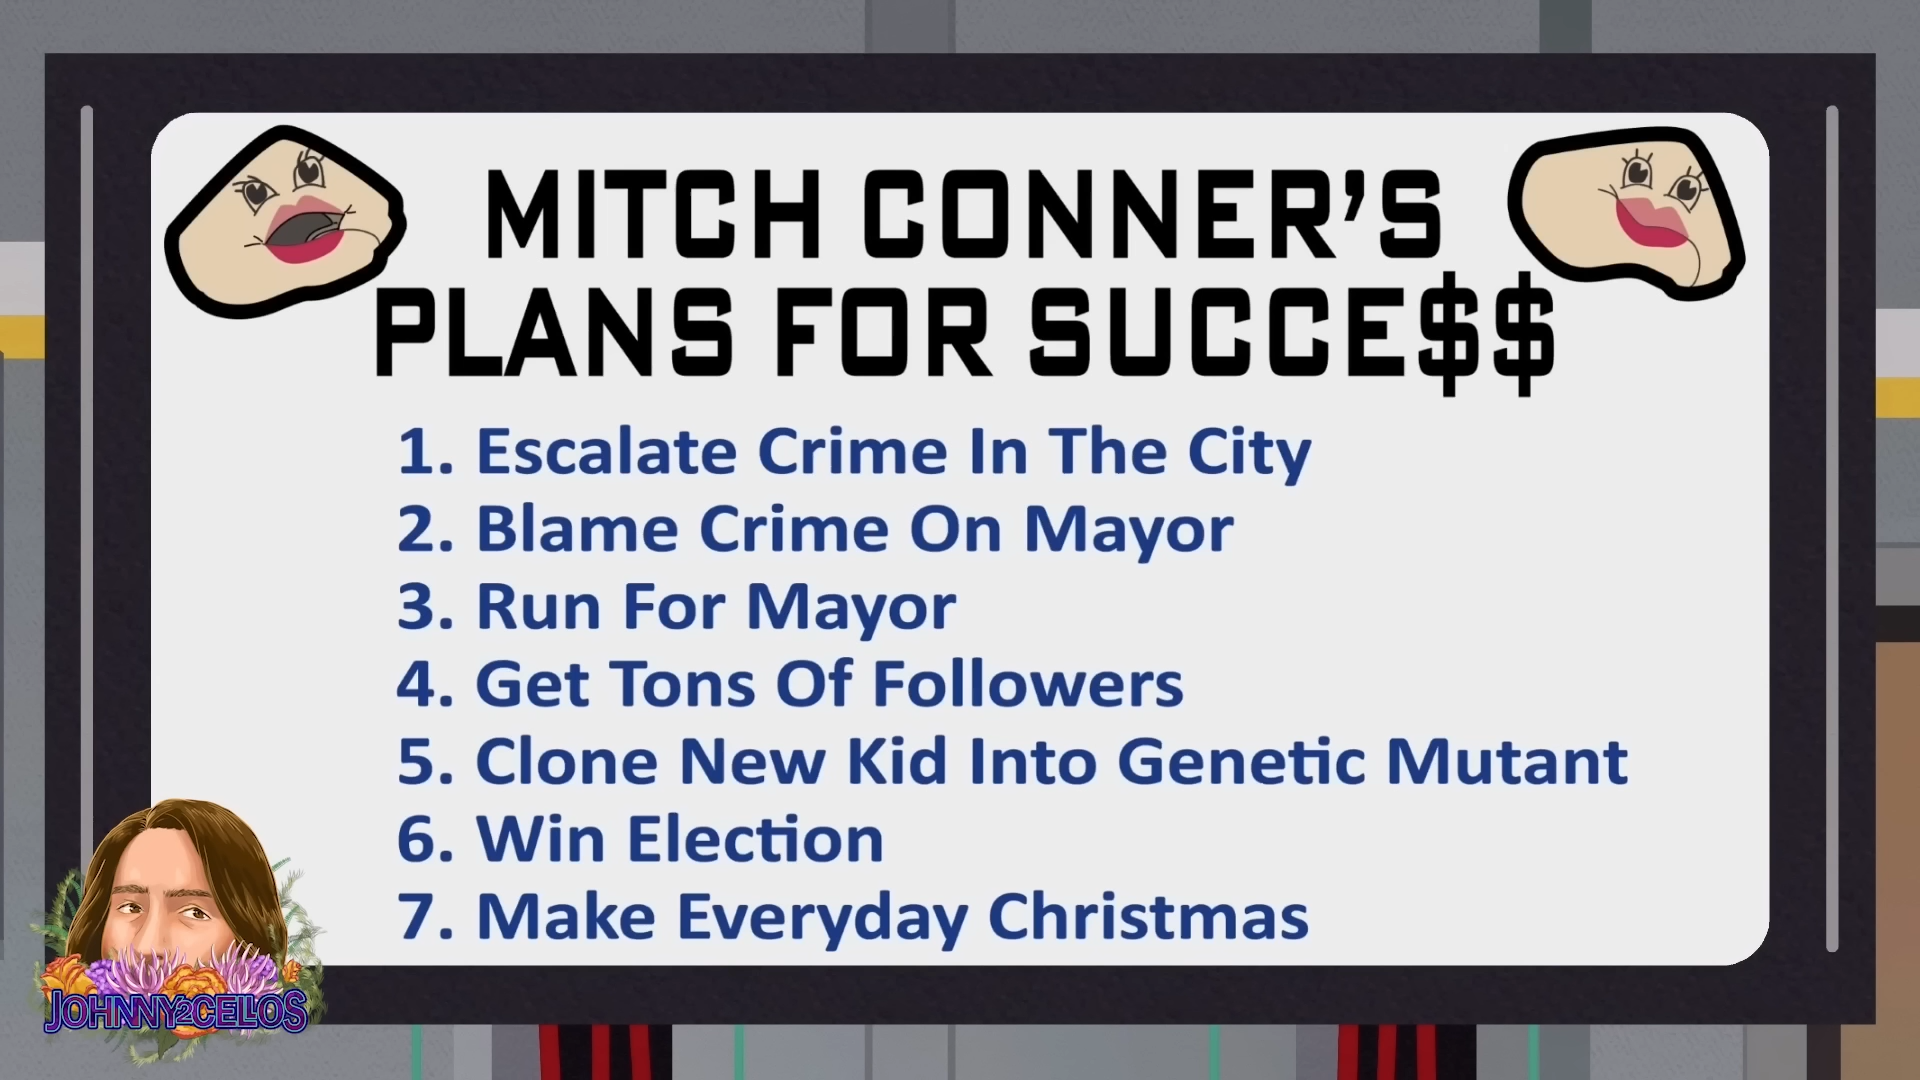 MITCH CONNER'S
PLANS FOR SUCCE$$
1. Escalate Crime In The City
2. Blame Crime On Mayor
3. Run For Mayor
4. Get Tons Of Followers
5. Clone New Kid Into Genetic Mutant
6. Win Election
7. Make Everyday Christmas
JOHNNY2CELLOS